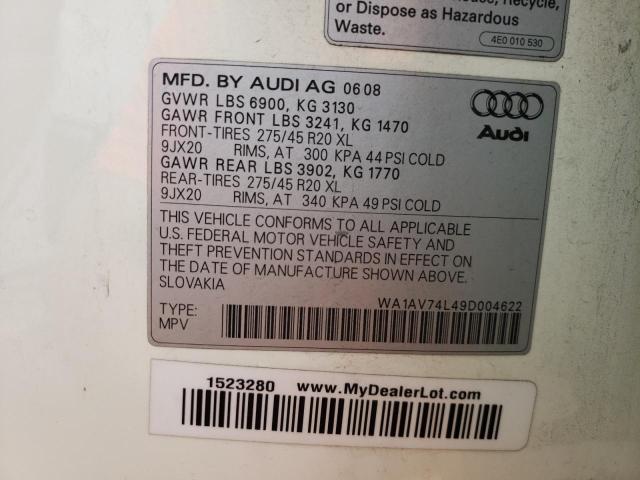 or Dispose as Hazardous
Waste.
4E0 010 530
MFD. BY AUDI AG 06 08
GVWR LBS 6900, KG 3130
GAWR FRONT LBS 3241, KG 1470
FRONT-TIRES 275/45 R20 XL
9JX20 RIMS, AT 300 KPA 44 PSI COLD
GAWR REAR LBS 3902, KG 1770
REAR-TIRES 275/45 R20 XL
9JX20 RIMS, AT 340 KPA 49 PSI COLD
Audi
THIS VEHICLE CONFORMS TO ALL APPLICABLE
U.S. FEDERAL MOTOR VEHICLE SAFETY AND
THEFT PREVENTION STANDARDS IN EFFECT ON
THE DATE OF MANUFACTURE SHOWN ABOVE.
SLOVAKIA
WA1AV74L49D004622
TYPE:
MPV
1523280 www.MyDealerLot.com